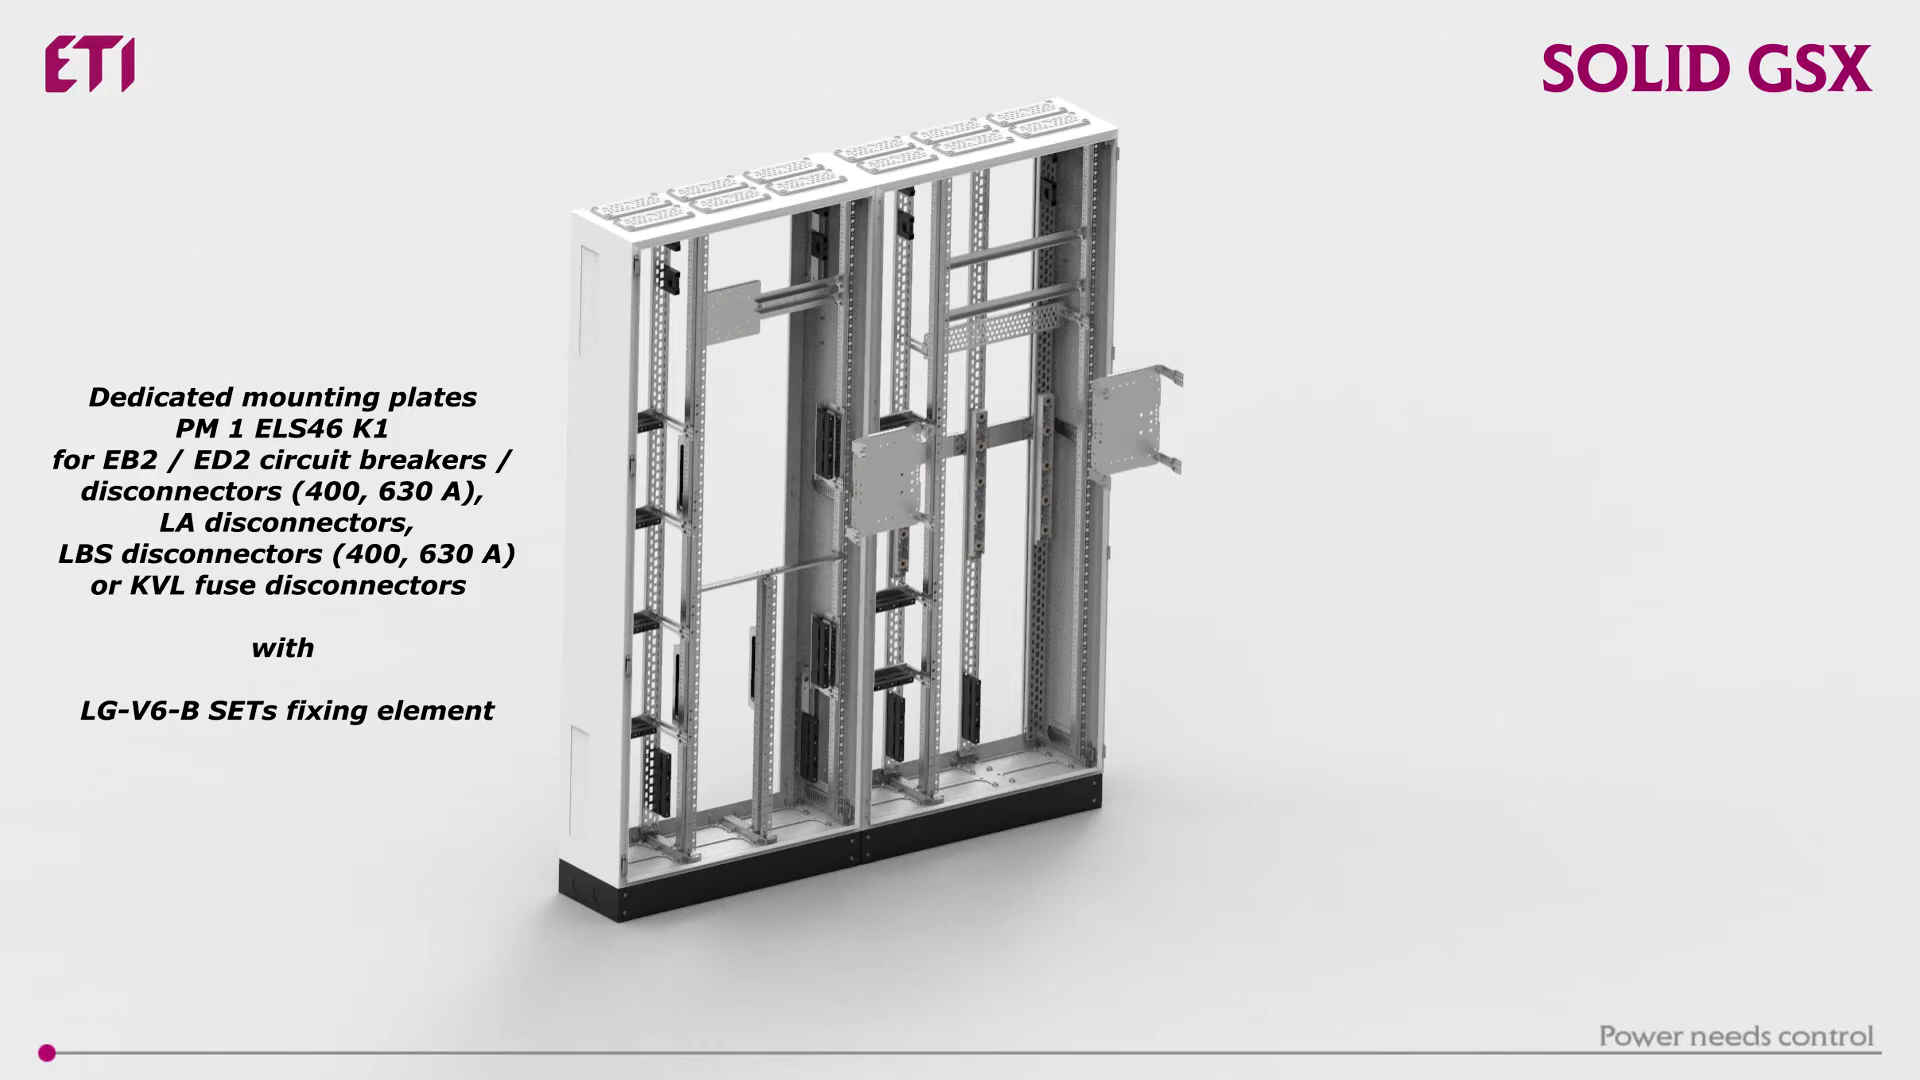 ETI
SOLID GSX
Dedicated mounting plates
PM 1 ELS46 K1
for EB2 / ED2 circuit breakers /
disconnectors (400, 630 A),
LA disconnectors,
LBS disconnectors (400, 630 A)
or KVL fuse disconnectors
with
LG-V6-B SETs fixing element
Power needs control